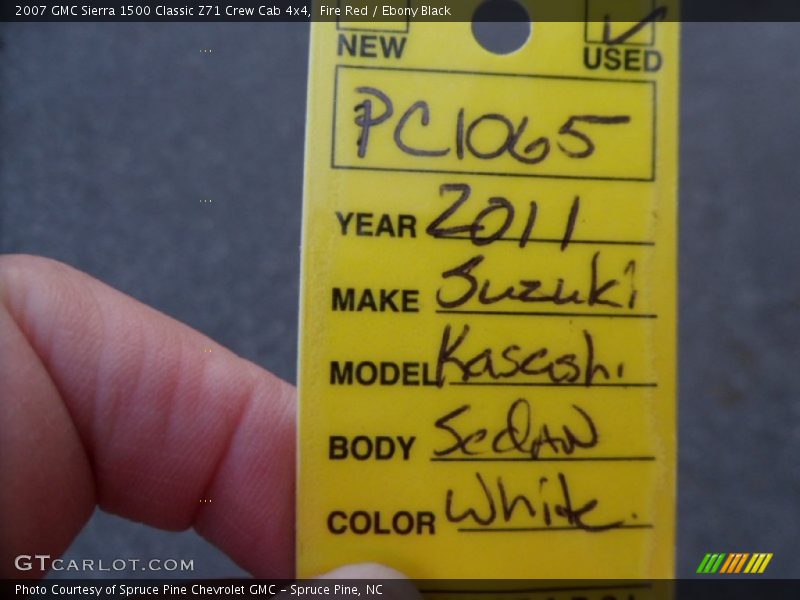 2007 GMC Sierra 1500 Classic Z71 Crew Cab 4x4, Fire Red / Ebony Black
NEW USED
PC1065
YEAR 2011
MAKE Suzuki
MODEL Kasashi
BODY Sedan
COLOR White
GTCARLOT.COM
Photo Courtesy of Spruce Pine Chevrolet GMC - Spruce Pine, NC